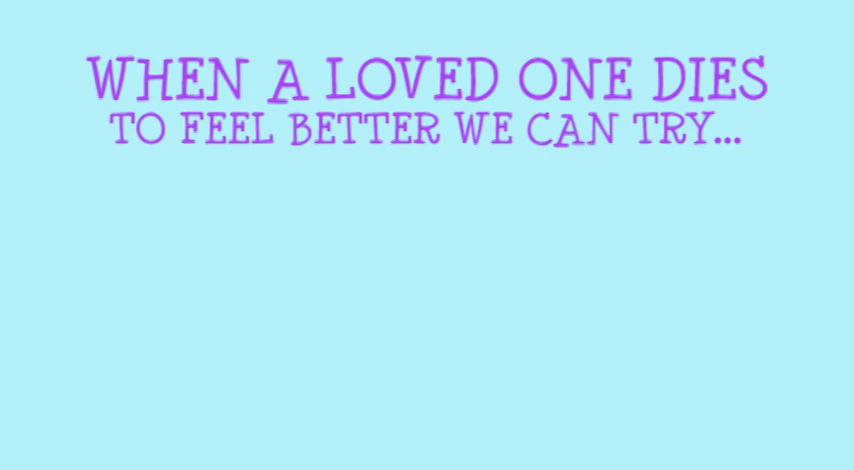 WHEN A LOVED ONE DIES
TO FEEL BETTER WE CAN TRY...